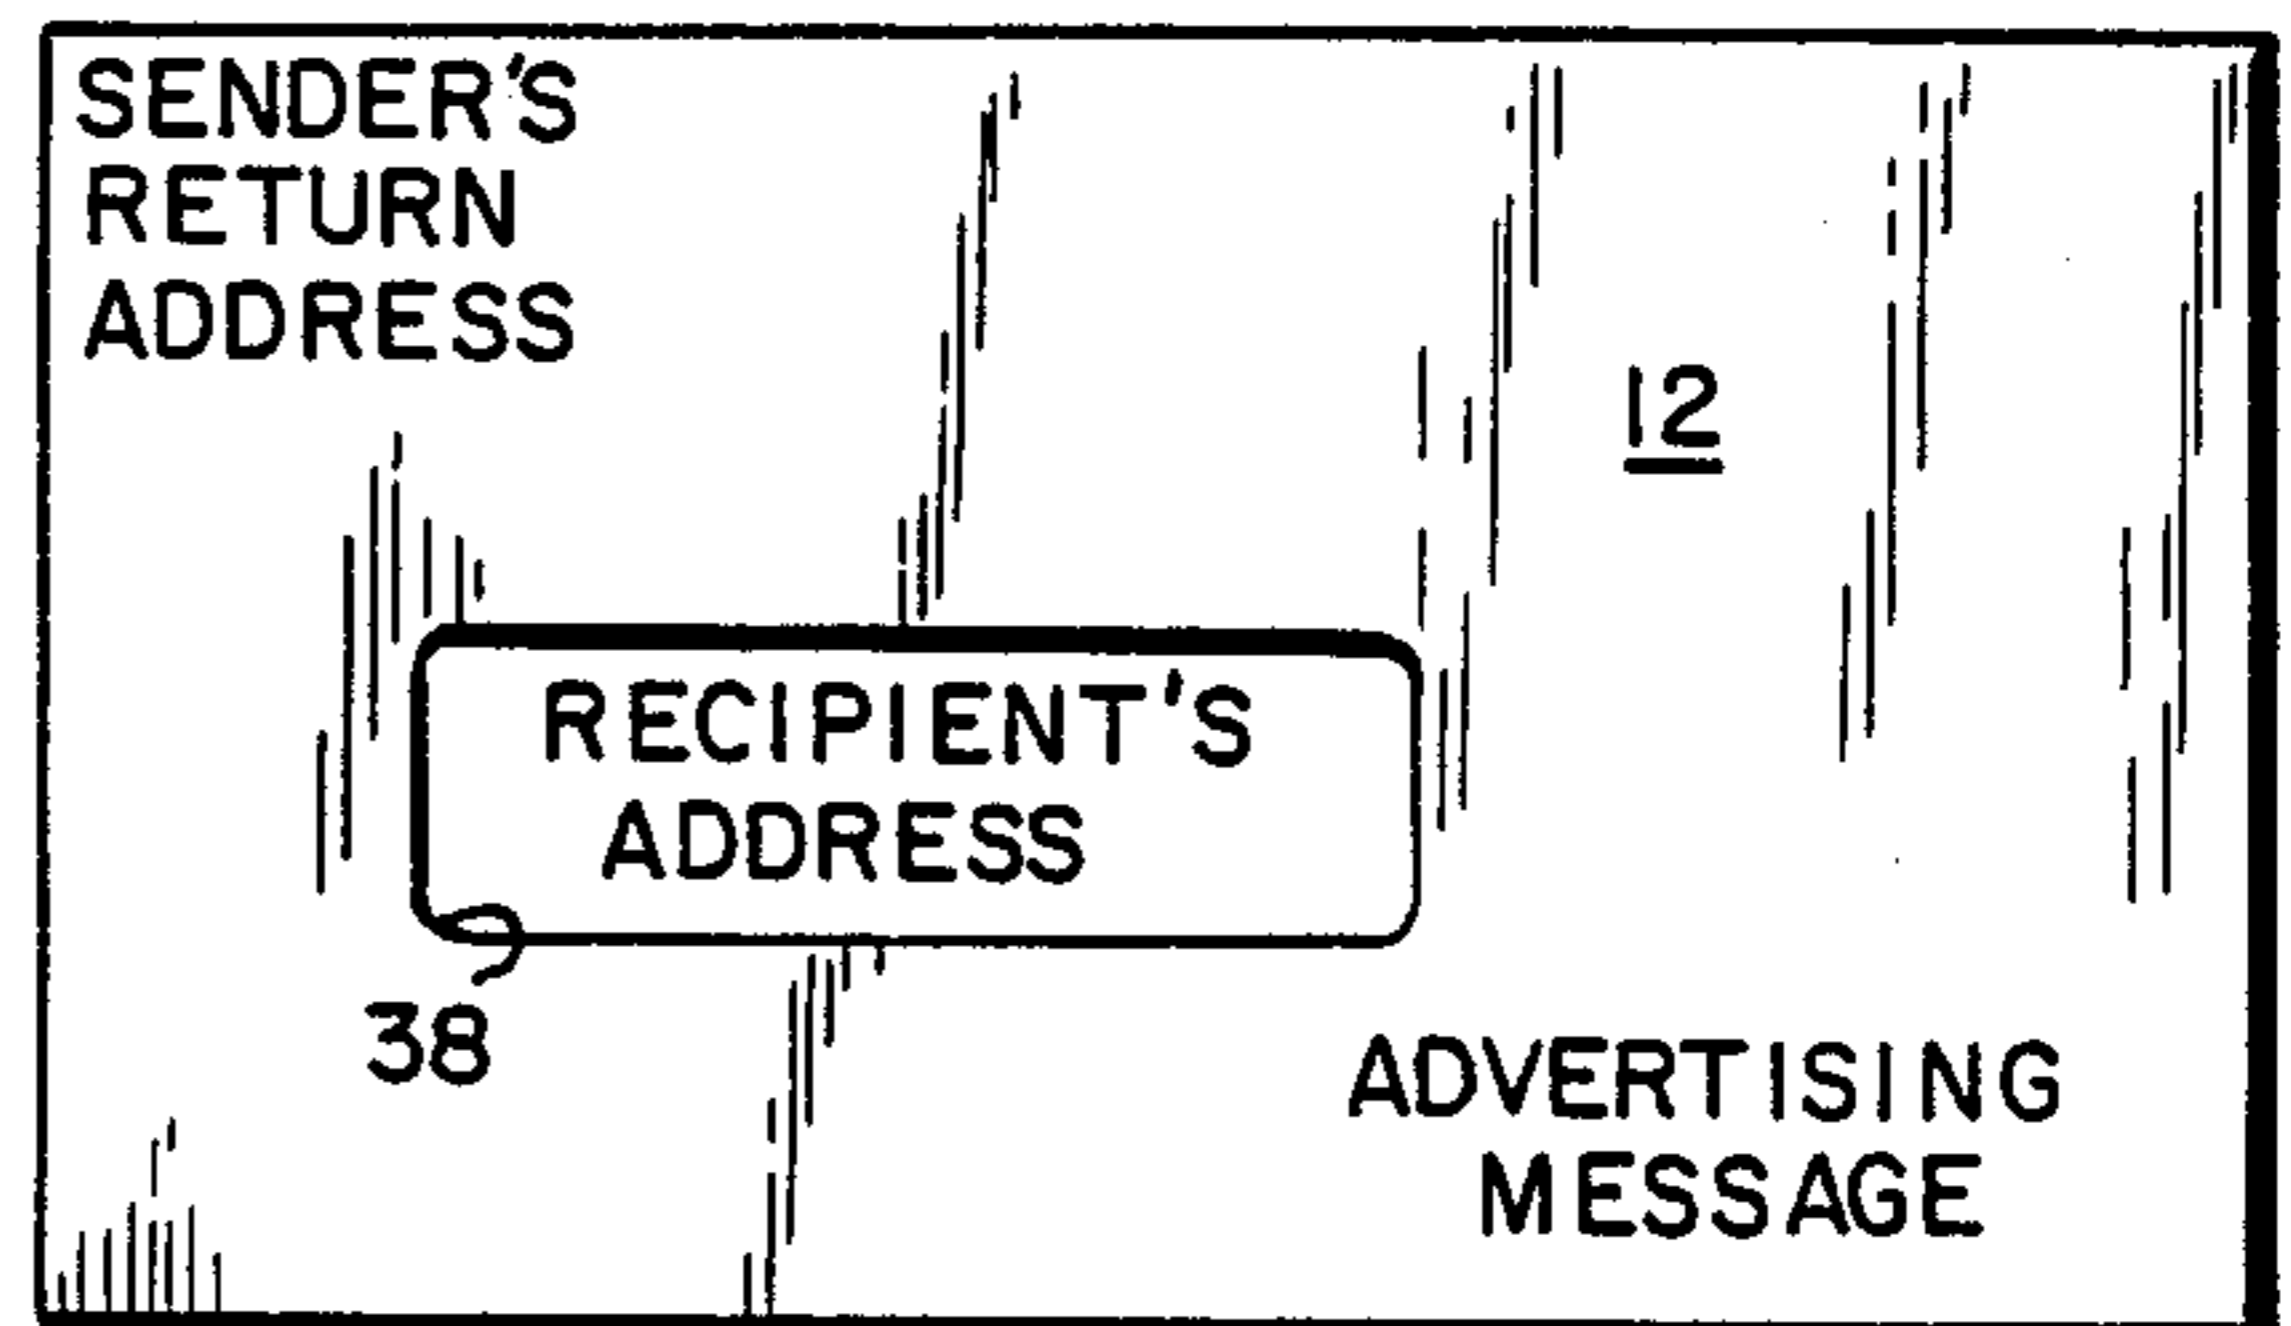 SENDER'S
RETURN
ADDRESS
12
RECIPIENT'S
ADDRESS
38
ADVERTISING
MESSAGE